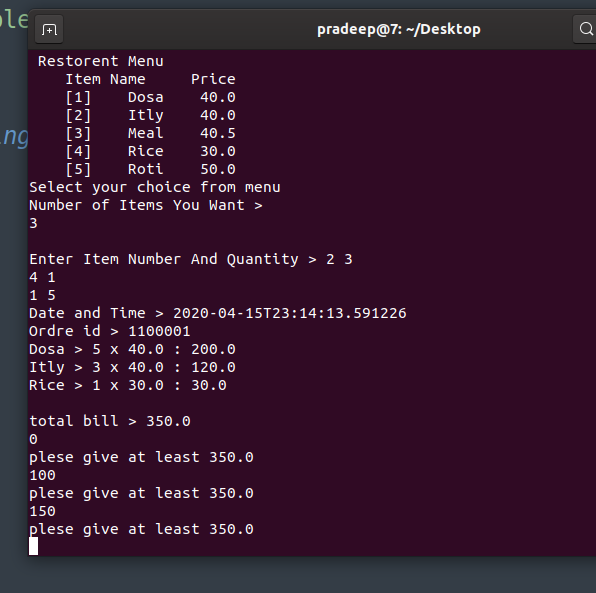 ple
pradeep@7: ~/Desktop
Restorent Menu
Item Name Price
[1] Dosa 40.0
[2] Itly 40.0
[3] Meal 40.5
[4] Rice 30.0
[5] Roti 50.0
Select your choice from menu
Number of Items You Want >
3
Enter Item Number And Quantity > 2 3
4 1
1 5
Date and Time > 2020-04-15T23:14:13.591226
Ordre id > 1100001
Dosa > 5 x 40.0 : 200.0
Itly > 3 x 40.0 : 120.0
Rice > 1 x 30.0 : 30.0
total bill > 350.0
0
plese give at least 350.0
100
plese give at least 350.0
150
plese give at least 350.0
ing